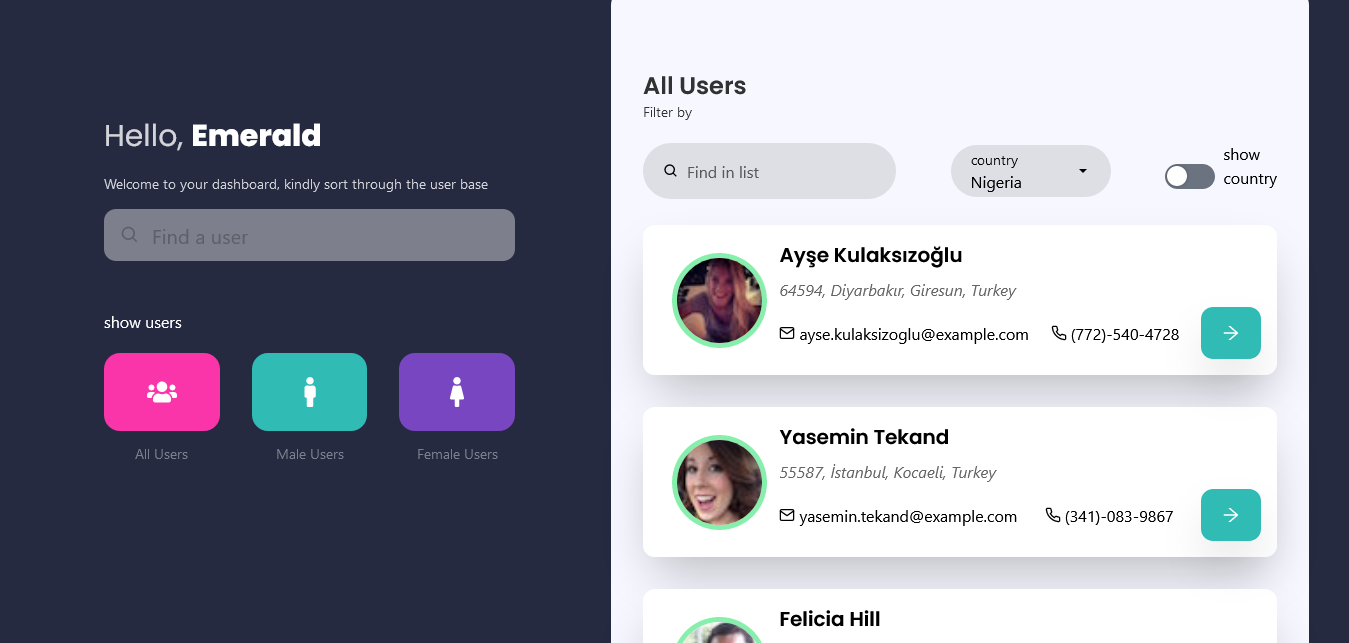 Hello, Emerald
Welcome to your dashboard, kindly sort through the user base
Find a user
show users
All Users
Male Users
Female Users
All Users
Filter by
Find in list
country
Nigeria
show
country
Ayşe Kulaksızoğlu
64594, Diyarbakır, Giresun, Turkey
ayse.kulaksizoglu@example.com (772)-540-4728
Yasemin Tekand
55587, İstanbul, Kocaeli, Turkey
yasemin.tekand@example.com (341)-083-9867
Felicia Hill